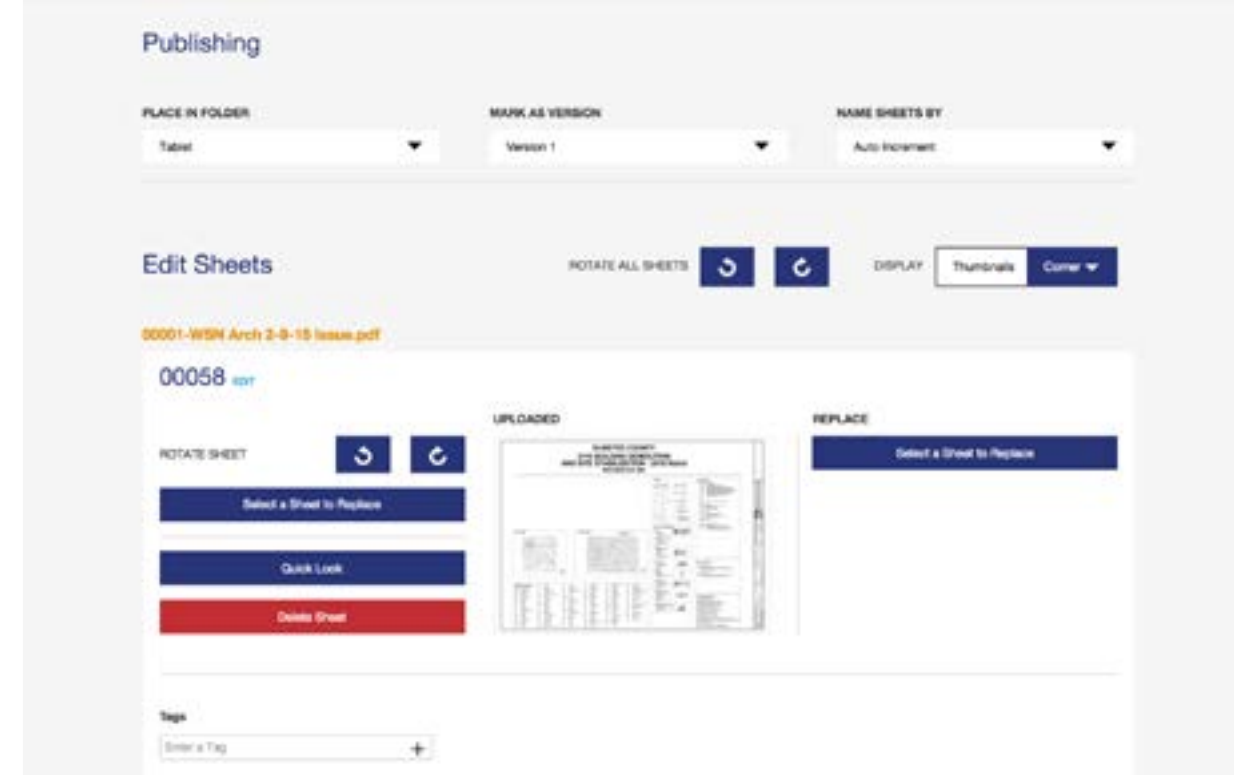 Publishing
PLACE IN FOLDER
MARK AS VERSION
NAME SHEETS BY
Tablet
Version 1
Auto Increment
Edit Sheets
ROTATE ALL SHEETS
DISPLAY
Thumbnails
Corner
00001-WSN Arch 2-9-15 Issue.pdf
00058 EDIT
ROTATE SHEET
Select a Sheet to Replace
Quick Look
Delete Sheet
UPLOADED
REPLACE
Select a Sheet to Replace
Tags
Enter a Tag